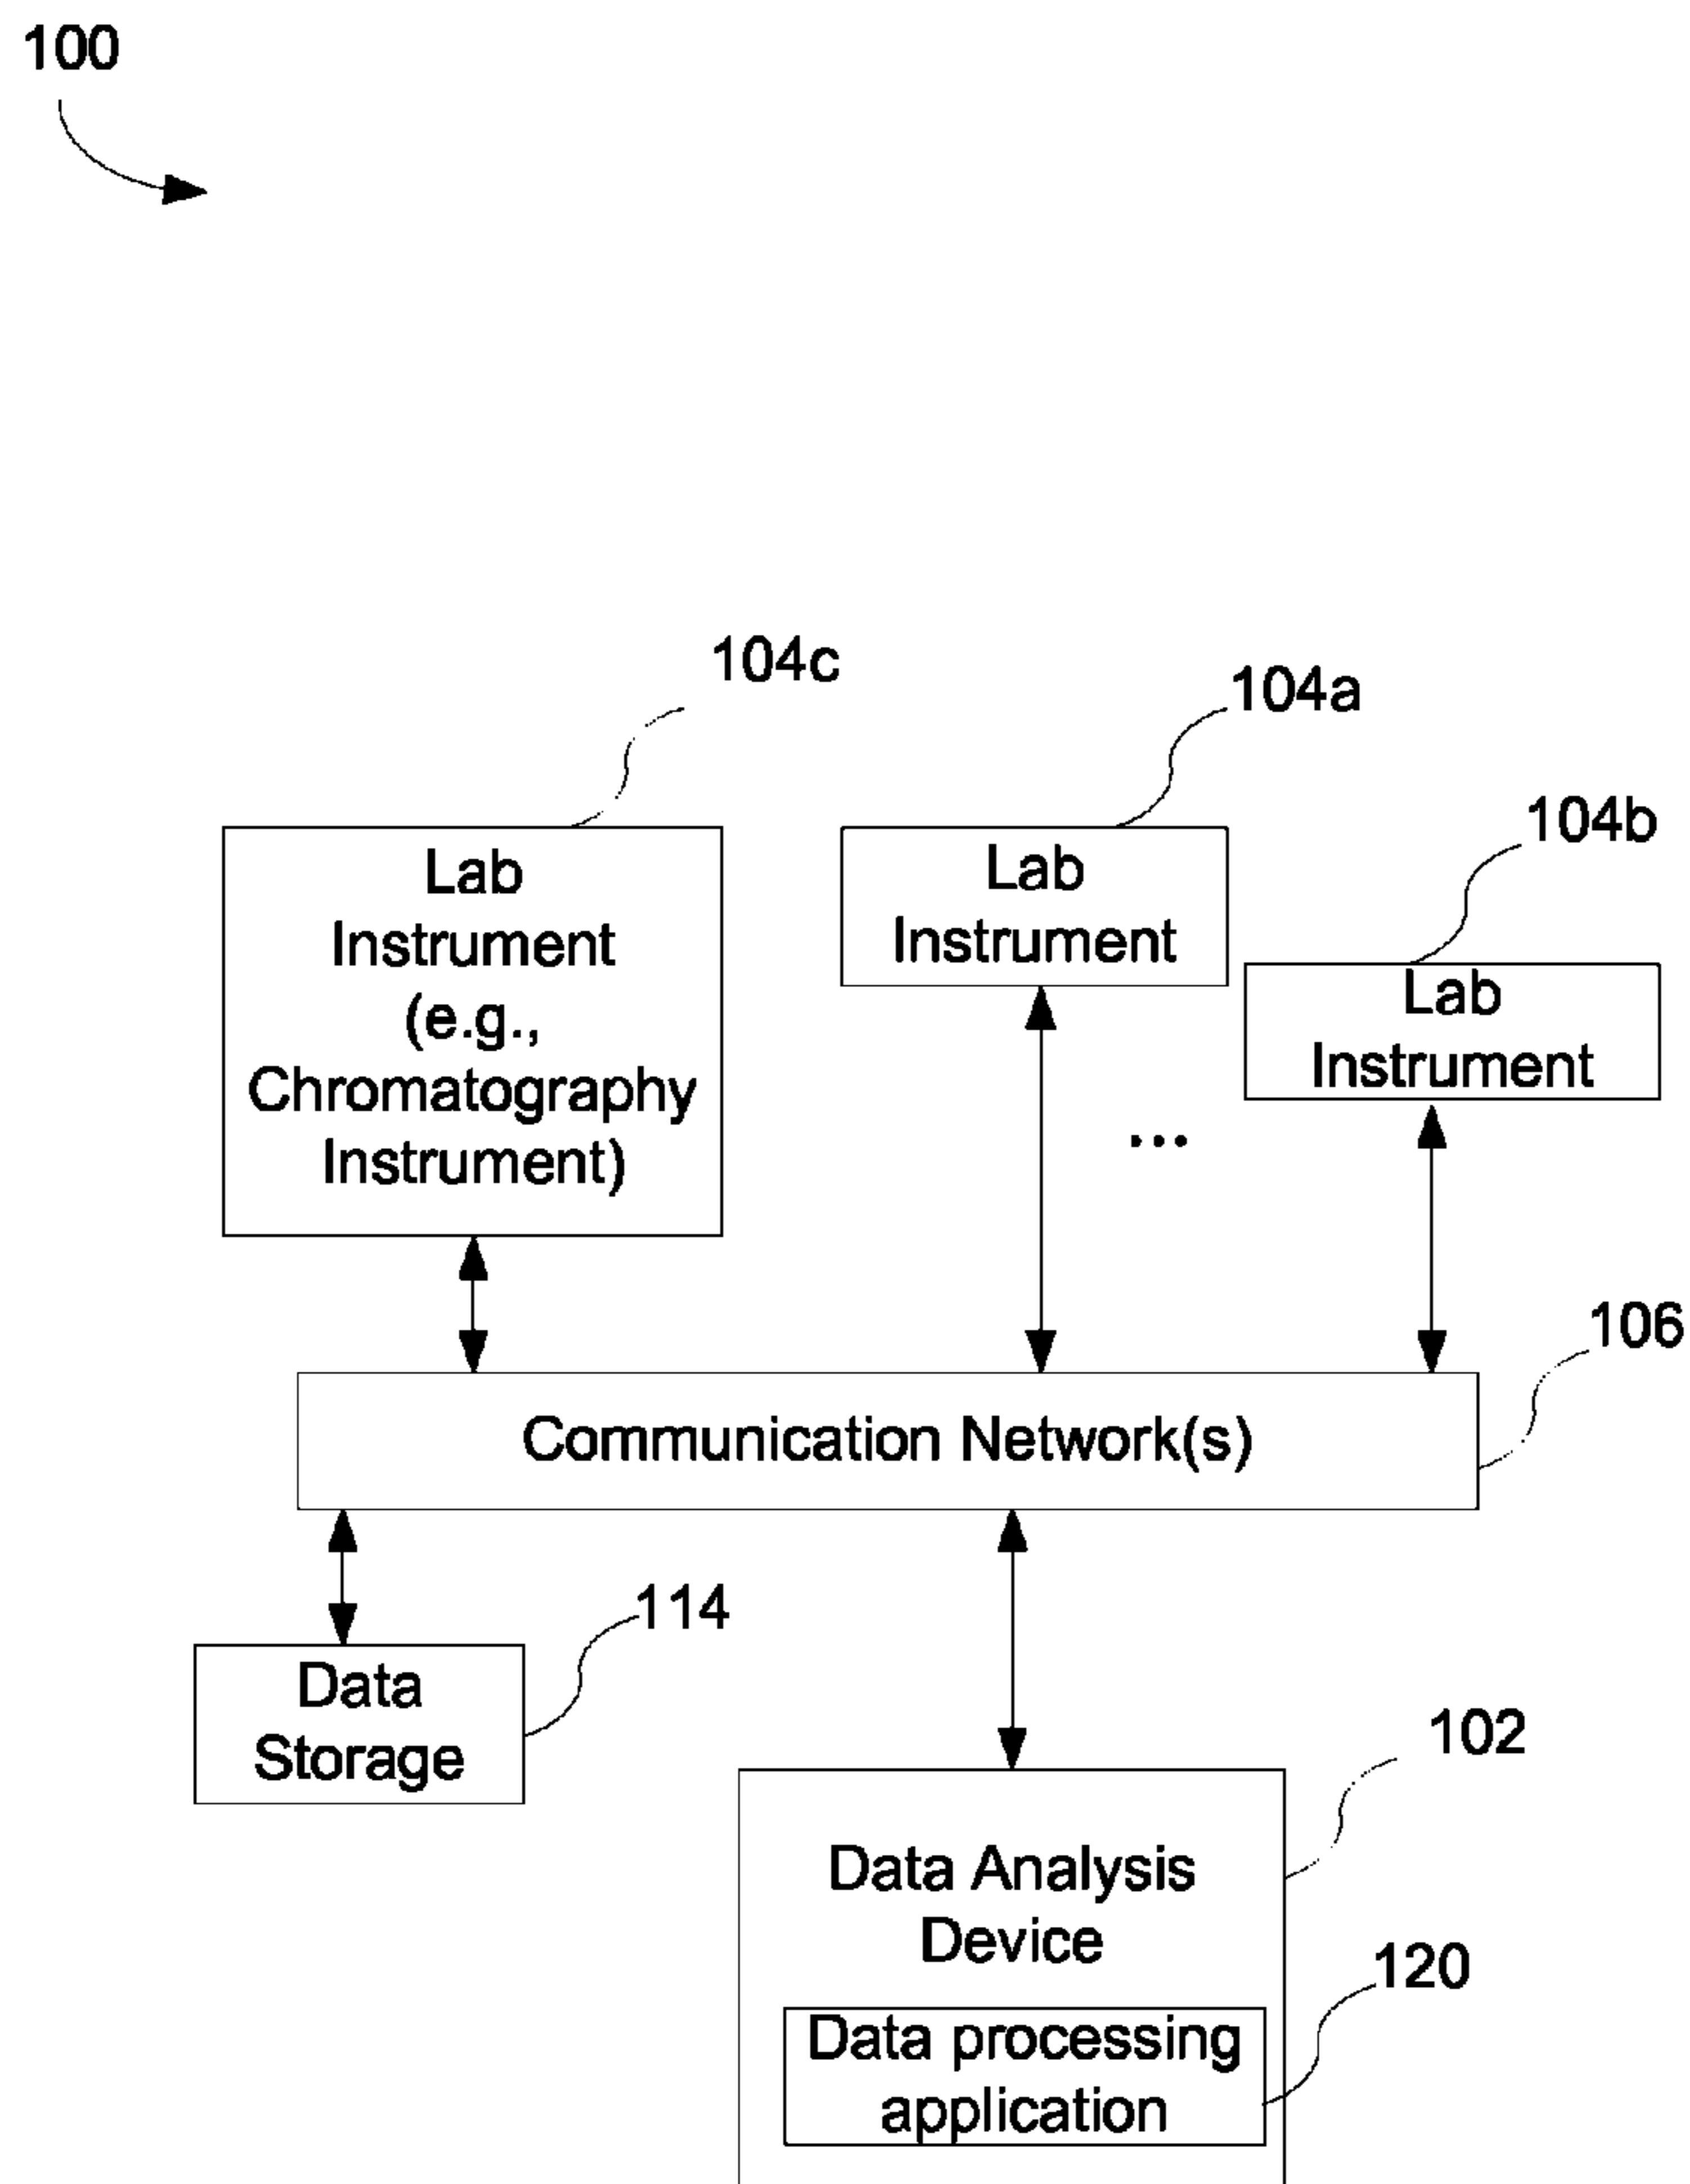 100
104c
104a
104b
Lab
Instrument
(e.g.,
Chromatography
Instrument)
Lab
Instrument
Lab
Instrument
...
106
Communication Network(s)
114
Data
Storage
102
Data Analysis
Device
120
Data processing
application